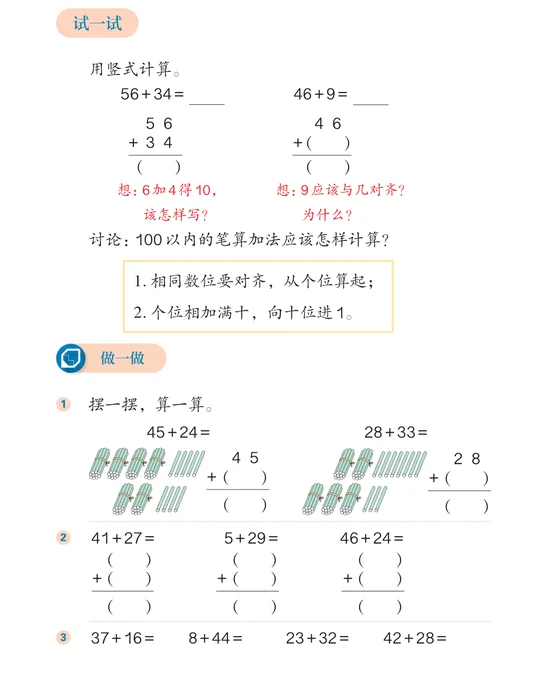 试一试
用竖式计算。
56+34=____ 46+9=____
5 6 4 6
+ 3 4 +( )
( ) ( )
想：6加4得10， 想：9应该与几对齐？
该怎样写？ 为什么？
讨论：100以内的笔算加法应该怎样计算？
1. 相同数位要对齐，从个位算起；
2. 个位相加满十，向十位进1。
做一做
1 摆一摆，算一算。
45+24= 28+33=
4 5 2 8
+( ) +( )
( ) ( )
2 41+27= 5+29= 46+24=
( ) ( ) ( )
+( ) +( ) +( )
( ) ( ) ( )
3 37+16= 8+44= 23+32= 42+28=